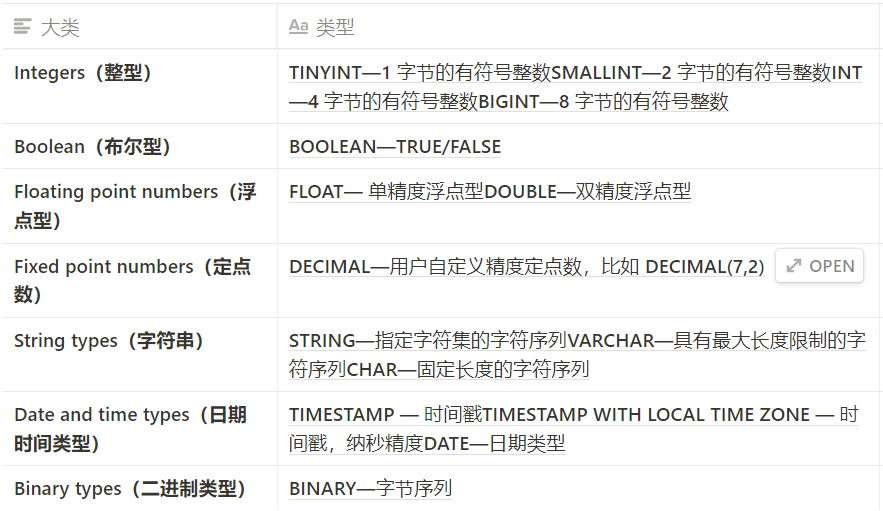 大类
Aa 类型
Integers（整型）
TINYINT—1 字节的有符号整数SMALLINT—2 字节的有符号整数INT
—4 字节的有符号整数BIGINT—8 字节的有符号整数
Boolean（布尔型）
BOOLEAN—TRUE/FALSE
Floating point numbers（浮
点型）
FLOAT— 单精度浮点型DOUBLE—双精度浮点型
Fixed point numbers（定点
数）
DECIMAL—用户自定义精度定点数，比如 DECIMAL(7,2)
OPEN
String types（字符串）
STRING—指定字符集的字符序列VARCHAR—具有最大长度限制的字
符序列CHAR—固定长度的字符序列
Date and time types（日期
时间类型）
TIMESTAMP — 时间戳TIMESTAMP WITH LOCAL TIME ZONE — 时
间戳，纳秒精度DATE—日期类型
Binary types（二进制类型）
BINARY—字节序列